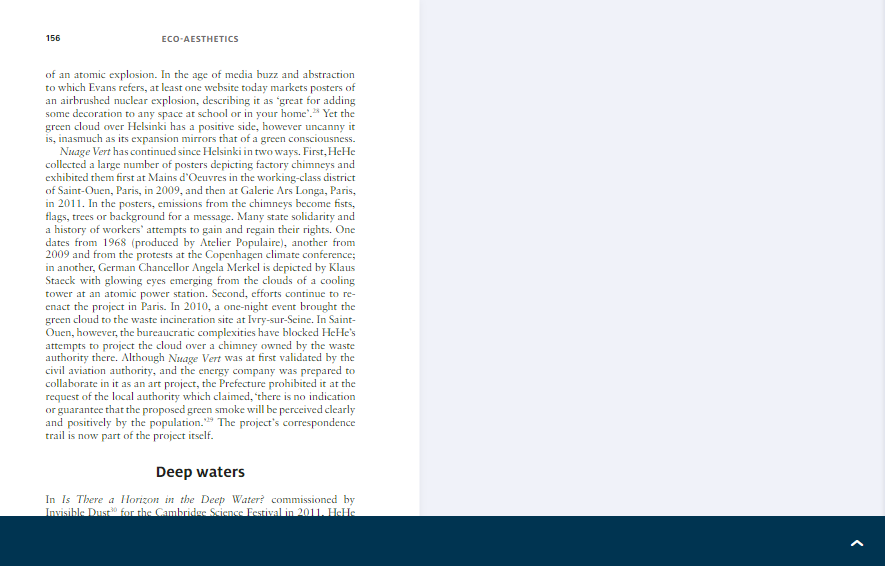 156
ECO-AESTHETICS
of an atomic explosion. In the age of media buzz and abstraction
to which Evans refers, at least one website today markets posters of
an airbrushed nuclear explosion, describing it as ‘great for adding
some decoration to any space at school or in your home’.28 Yet the
green cloud over Helsinki has a positive side, however uncanny it
is, inasmuch as its expansion mirrors that of a green consciousness.
Nuage Vert has continued since Helsinki in two ways. First, HeHe
collected a large number of posters depicting factory chimneys and
exhibited them first at Mains d’Oeuvres in the working-class district
of Saint-Ouen, Paris, in 2009, and then at Galerie Ars Longa, Paris,
in 2011. In the posters, emissions from the chimneys become fists,
flags, trees or background for a message. Many state solidarity and
a history of workers’ attempts to gain and regain their rights. One
dates from 1968 (produced by Atelier Populaire), another from
2009 and from the protests at the Copenhagen climate conference;
in another, German Chancellor Angela Merkel is depicted by Klaus
Staeck with glowing eyes emerging from the clouds of a cooling
tower at an atomic power station. Second, efforts continue to re-
enact the project in Paris. In 2010, a one-night event brought the
green cloud to the waste incineration site at Ivry-sur-Seine. In Saint-
Ouen, however, the bureaucratic complexities have blocked HeHe’s
attempts to project the cloud over a chimney owned by the waste
authority there. Although Nuage Vert was at first validated by the
civil aviation authority, and the energy company was prepared to
collaborate in it as an art project, the Prefecture prohibited it at the
request of the local authority which claimed, ‘there is no indication
or guarantee that the proposed green smoke will be perceived clearly
and positively by the population.’29 The project’s correspondence
trail is now part of the project itself.
Deep waters
In Is There a Horizon in the Deep Water? commissioned by
Invisible Dust30 for the Cambridge Science Festival in 2011, HeHe